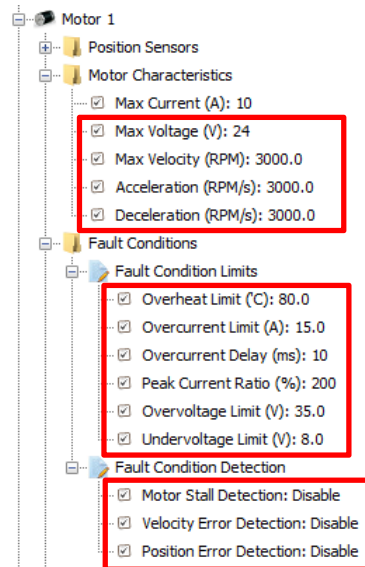 Motor 1
Position Sensors
Motor Characteristics
Max Current (A): 10
Max Voltage (V): 24
Max Velocity (RPM): 3000.0
Acceleration (RPM/s): 3000.0
Deceleration (RPM/s): 3000.0
Fault Conditions
Fault Condition Limits
Overheat Limit (℃): 80.0
Overcurrent Limit (A): 15.0
Overcurrent Delay (ms): 10
Peak Current Ratio (%): 200
Overvoltage Limit (V): 35.0
Undervoltage Limit (V): 8.0
Fault Condition Detection
Motor Stall Detection: Disable
Velocity Error Detection: Disable
Position Error Detection: Disable